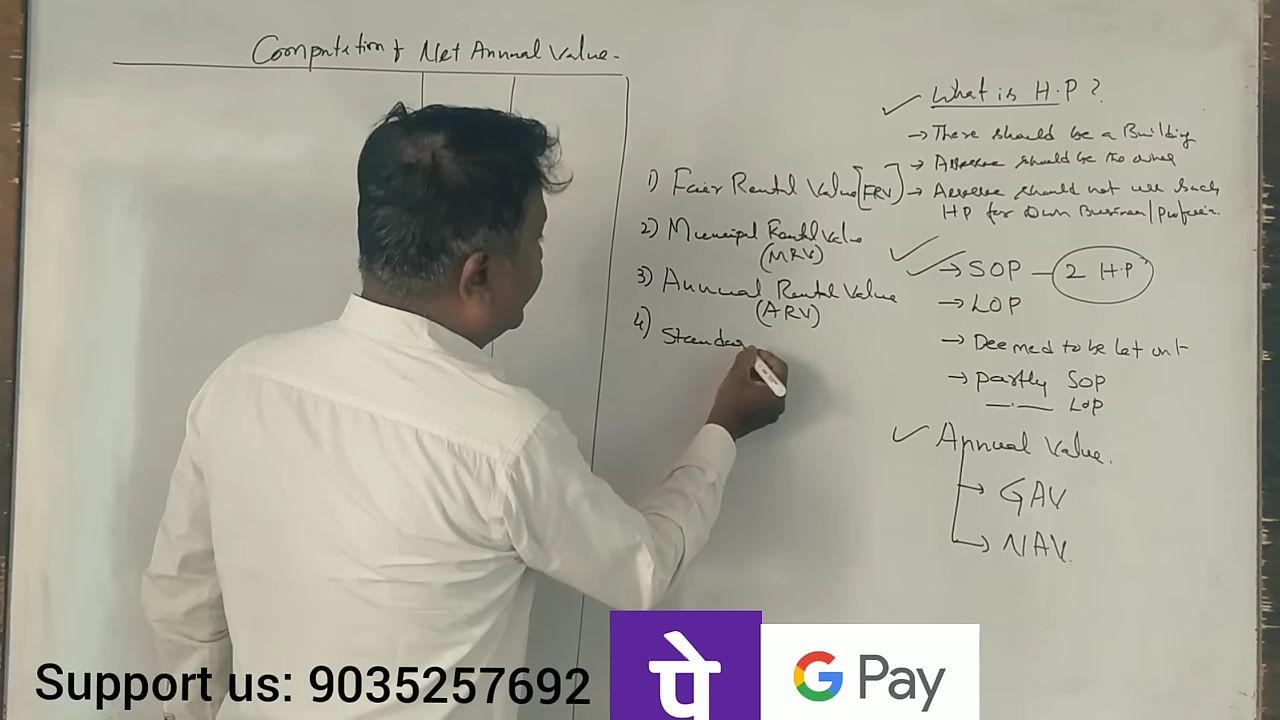 Computation of Net Annual Value.
1) Fair Rental Value [FRV]
2) Municipal Rental Value
(MRV)
3) Annual Rental Value
(ARV)
4) Standar
What is H.P?
→ There should be a Building
→ Assessee should be the owner
→ Assessee should not use such
HP for Own Business/Profession.
→ SOP — 2 H.P
→ LOP
→ Deemed to be let out
→ partly SOP
—·— LOP
Annual Value.
→ GAV
→ NAV.
Support us: 9035257692
पे
G Pay